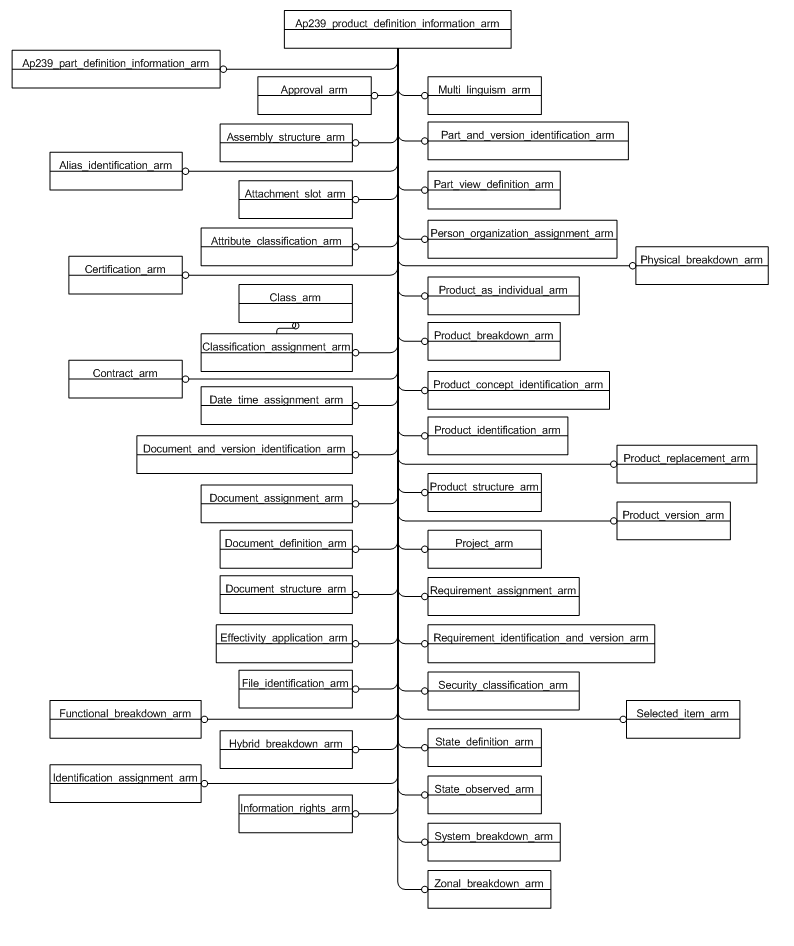 Ap239_product_definition_information_arm
Ap239_part_definition_information_arm
Approval_arm
Multi_linguism_arm
Assembly_structure_arm
Part_and_version_identification_arm
Alias_identification_arm
Part_view_definition_arm
Attachment_slot_arm
Person_organization_assignment_arm
Attribute_classification_arm
Physical_breakdown_arm
Certification_arm
Product_as_individual_arm
Class_arm
Product_breakdown_arm
Classification_assignment_arm
Contract_arm
Product_concept_identification_arm
Date_time_assignment_arm
Product_identification_arm
Document_and_version_identification_arm
Product_replacement_arm
Product_structure_arm
Document_assignment_arm
Product_version_arm
Document_definition_arm
Project_arm
Document_structure_arm
Requirement_assignment_arm
Effectivity_application_arm
Requirement_identification_and_version_arm
File_identification_arm
Security_classification_arm
Functional_breakdown_arm
Selected_item_arm
Hybrid_breakdown_arm
State_definition_arm
Identification_assignment_arm
State_observed_arm
Information_rights_arm
System_breakdown_arm
Zonal_breakdown_arm